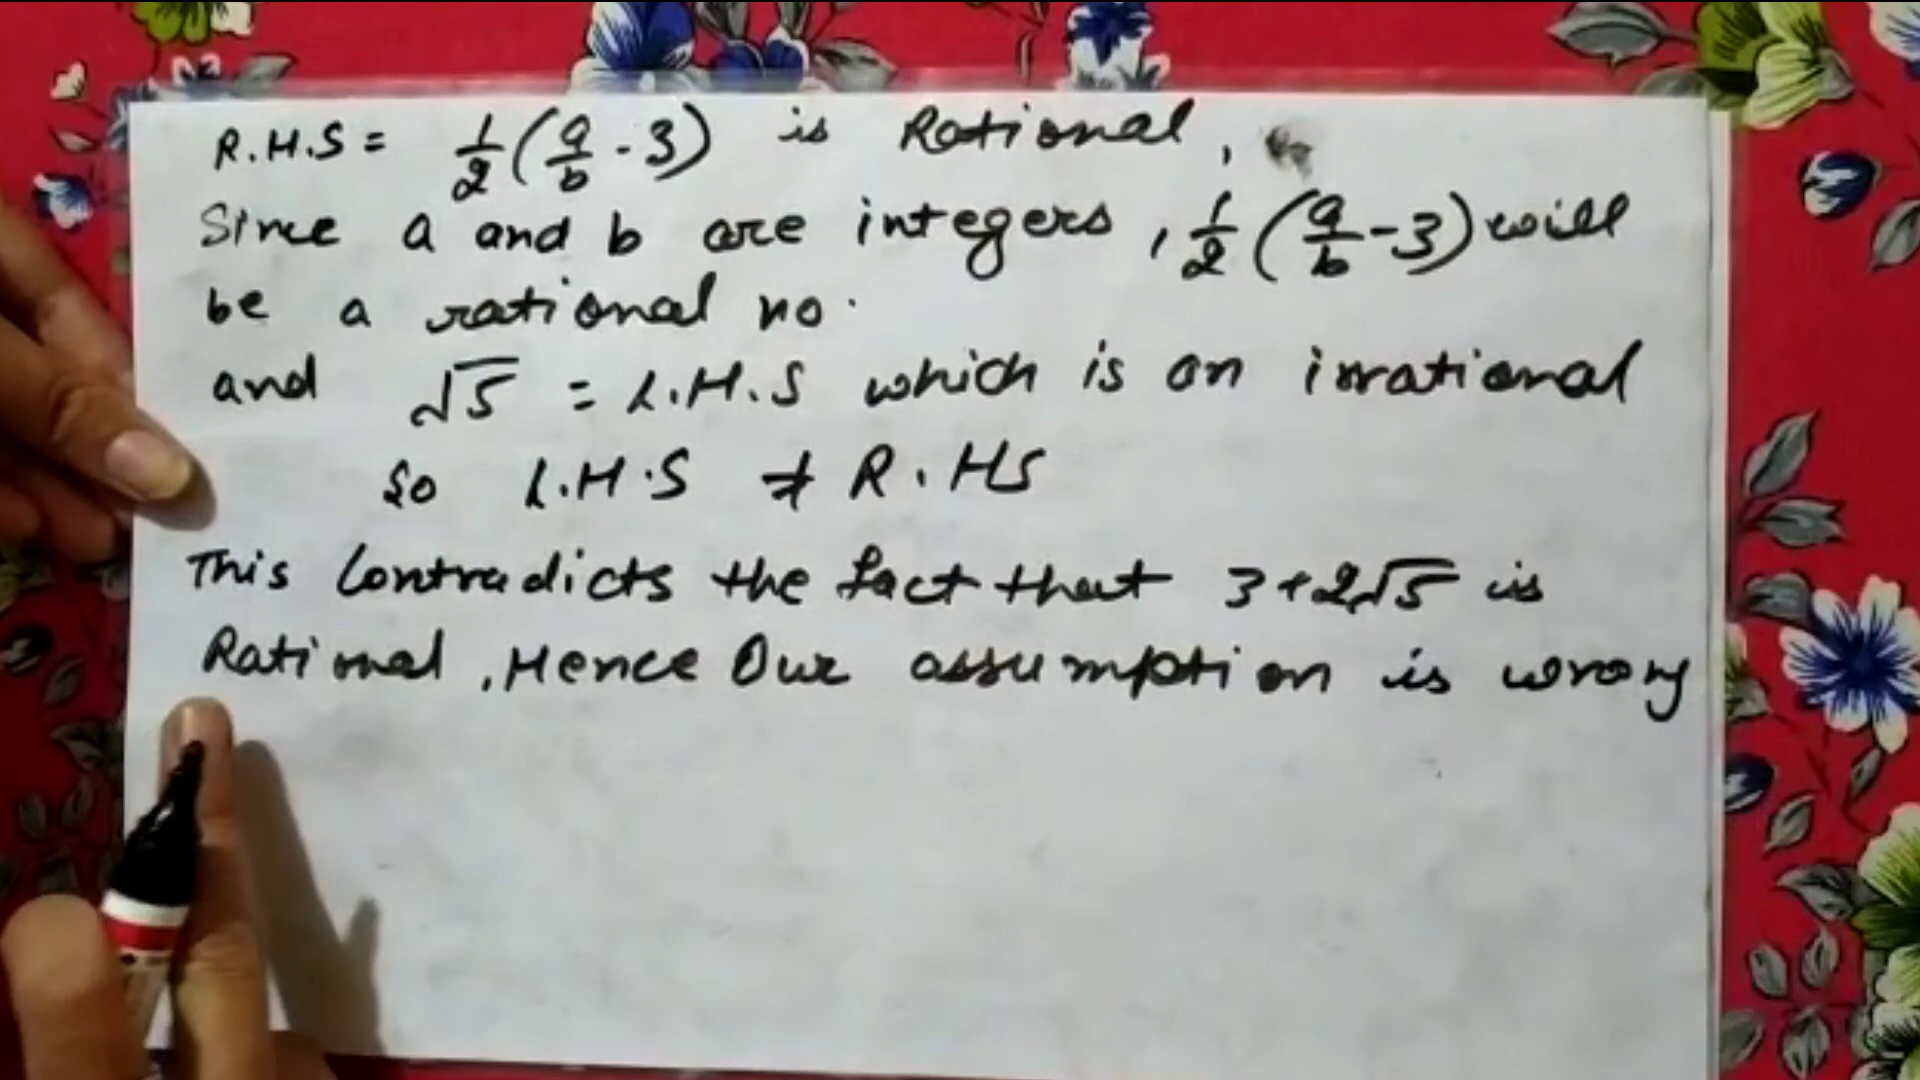 R.H.S = 1/2 (a/b - 3) is Rational,
Since a and b are integers, 1/2 (a/b - 3) will
be a rational no.
and √5 = L.H.S which is an irrational
So L.H.S ≠ R.HS
This Contradicts the fact that 3+2√5 is
Rational, Hence Our assumption is wrong